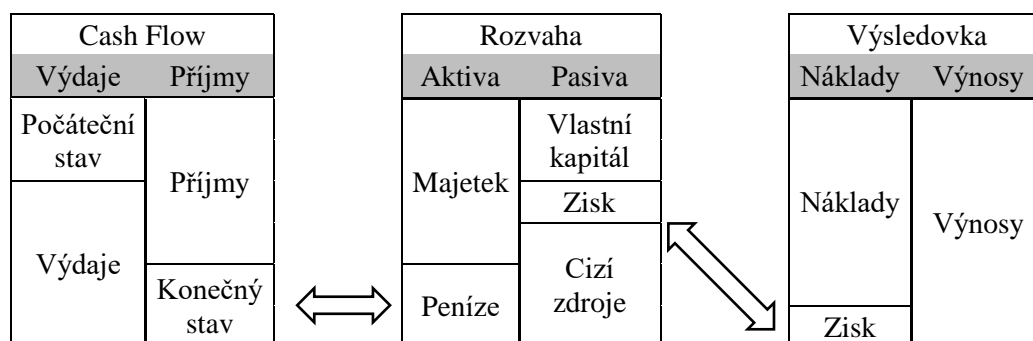 Cash Flow
Výdaje Příjmy
Počáteční
stav
Výdaje
Příjmy
Konečný
stav
Rozvaha
Aktiva Pasiva
Majetek
Peníze
Vlastní
kapitál
Zisk
Cizí
zdroje
Výsledovka
Náklady Výnosy
Náklady
Zisk
Výnosy